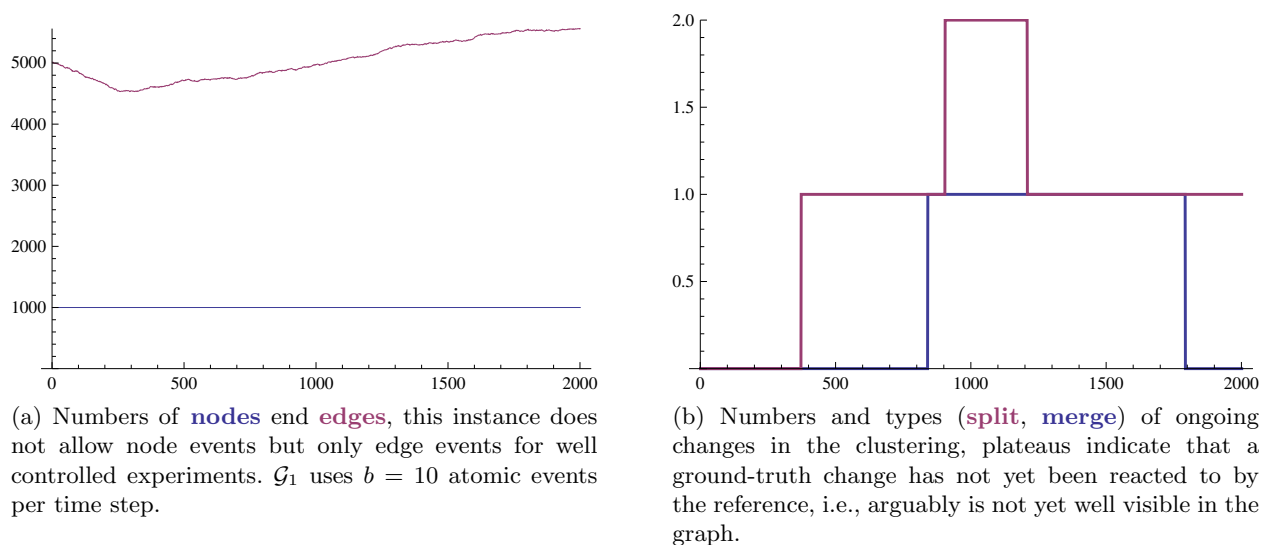 5000
4000
3000
2000
1000
0 500 1000 1500 2000
(a) Numbers of nodes end edges, this instance does
not allow node events but only edge events for well
controlled experiments. 𝒢₁ uses b = 10 atomic events
per time step.
2.0
1.5
1.0
0.5
0 500 1000 1500 2000
(b) Numbers and types (split, merge) of ongoing
changes in the clustering, plateaus indicate that a
ground-truth change has not yet been reacted to by
the reference, i.e., arguably is not yet well visible in the
graph.